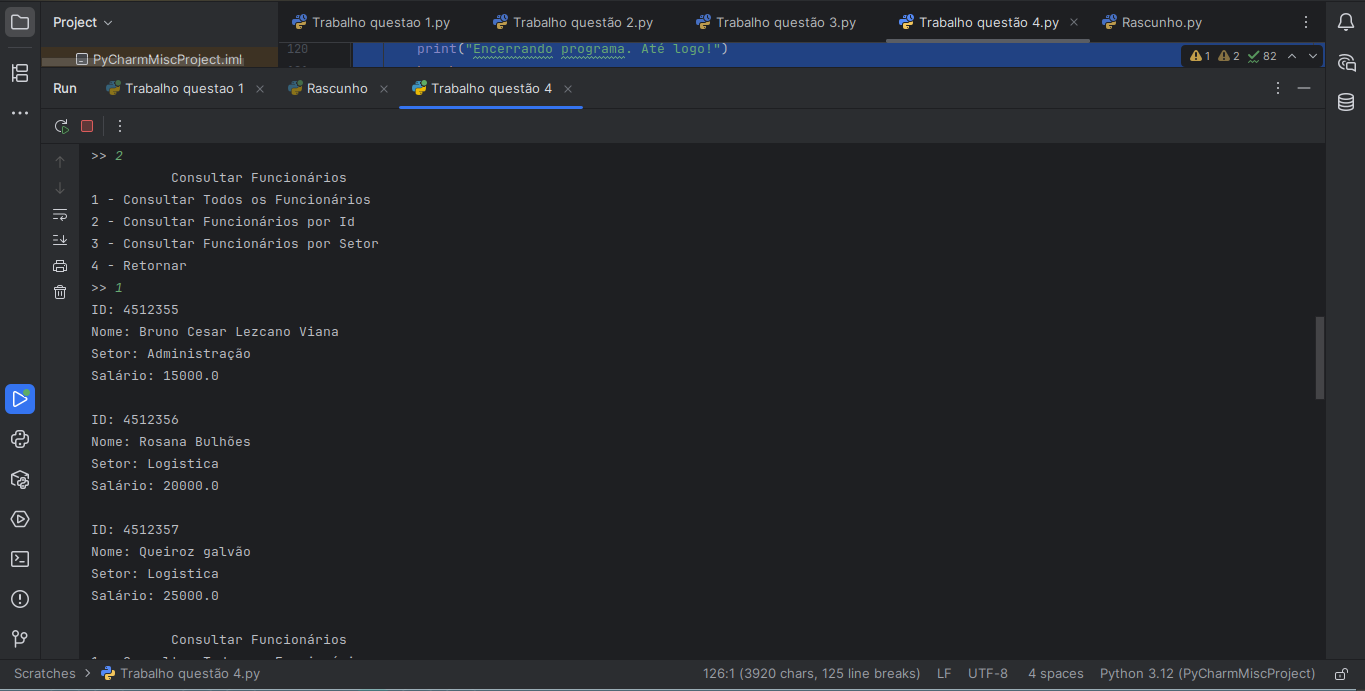 Project
Trabalho questao 1.py
Trabalho questão 2.py
Trabalho questão 3.py
Trabalho questão 4.py
Rascunho.py
PyCharmMiscProject.iml
120
print("Encerrando programa. Até logo!")
1 2 82
Run
Trabalho questao 1
Rascunho
Trabalho questão 4
>> 2
Consultar Funcionários
1 - Consultar Todos os Funcionários
2 - Consultar Funcionários por Id
3 - Consultar Funcionários por Setor
4 - Retornar
>> 1
ID: 4512355
Nome: Bruno Cesar Lezcano Viana
Setor: Administração
Salário: 15000.0
ID: 4512356
Nome: Rosana Bulhões
Setor: Logistica
Salário: 20000.0
ID: 4512357
Nome: Queiroz galvão
Setor: Logistica
Salário: 25000.0
Consultar Funcionários
Scratches > Trabalho questão 4.py
126:1 (3920 chars, 125 line breaks)
LF
UTF-8
4 spaces
Python 3.12 (PyCharmMiscProject)